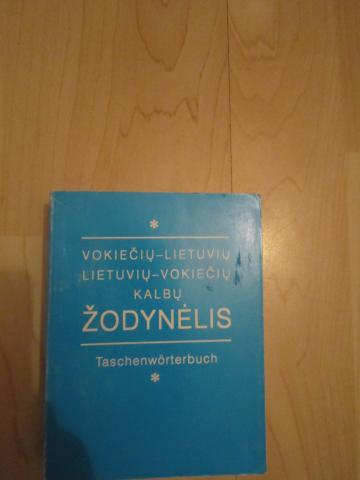 VOKIEČIŲ–LIETUVIŲ
LIETUVIŲ–VOKIEČIŲ
KALBŲ
ŽODYNĖLIS
Taschenwörterbuch